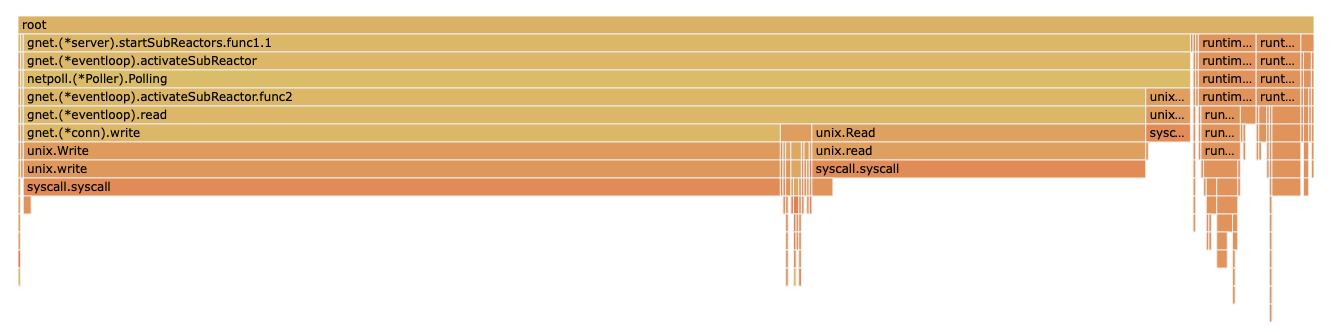 root
gnet.(*server).startSubReactors.func1.1 runtim... runt...
gnet.(*eventloop).activateSubReactor runtim... runt...
netpoll.(*Poller).Polling runtim... runt...
gnet.(*eventloop).activateSubReactor.func2 unix... runtim... runt...
gnet.(*eventloop).read unix... run...
gnet.(*conn).write unix.Read sysc... run...
unix.Write unix.read run...
unix.write syscall.syscall
syscall.syscall